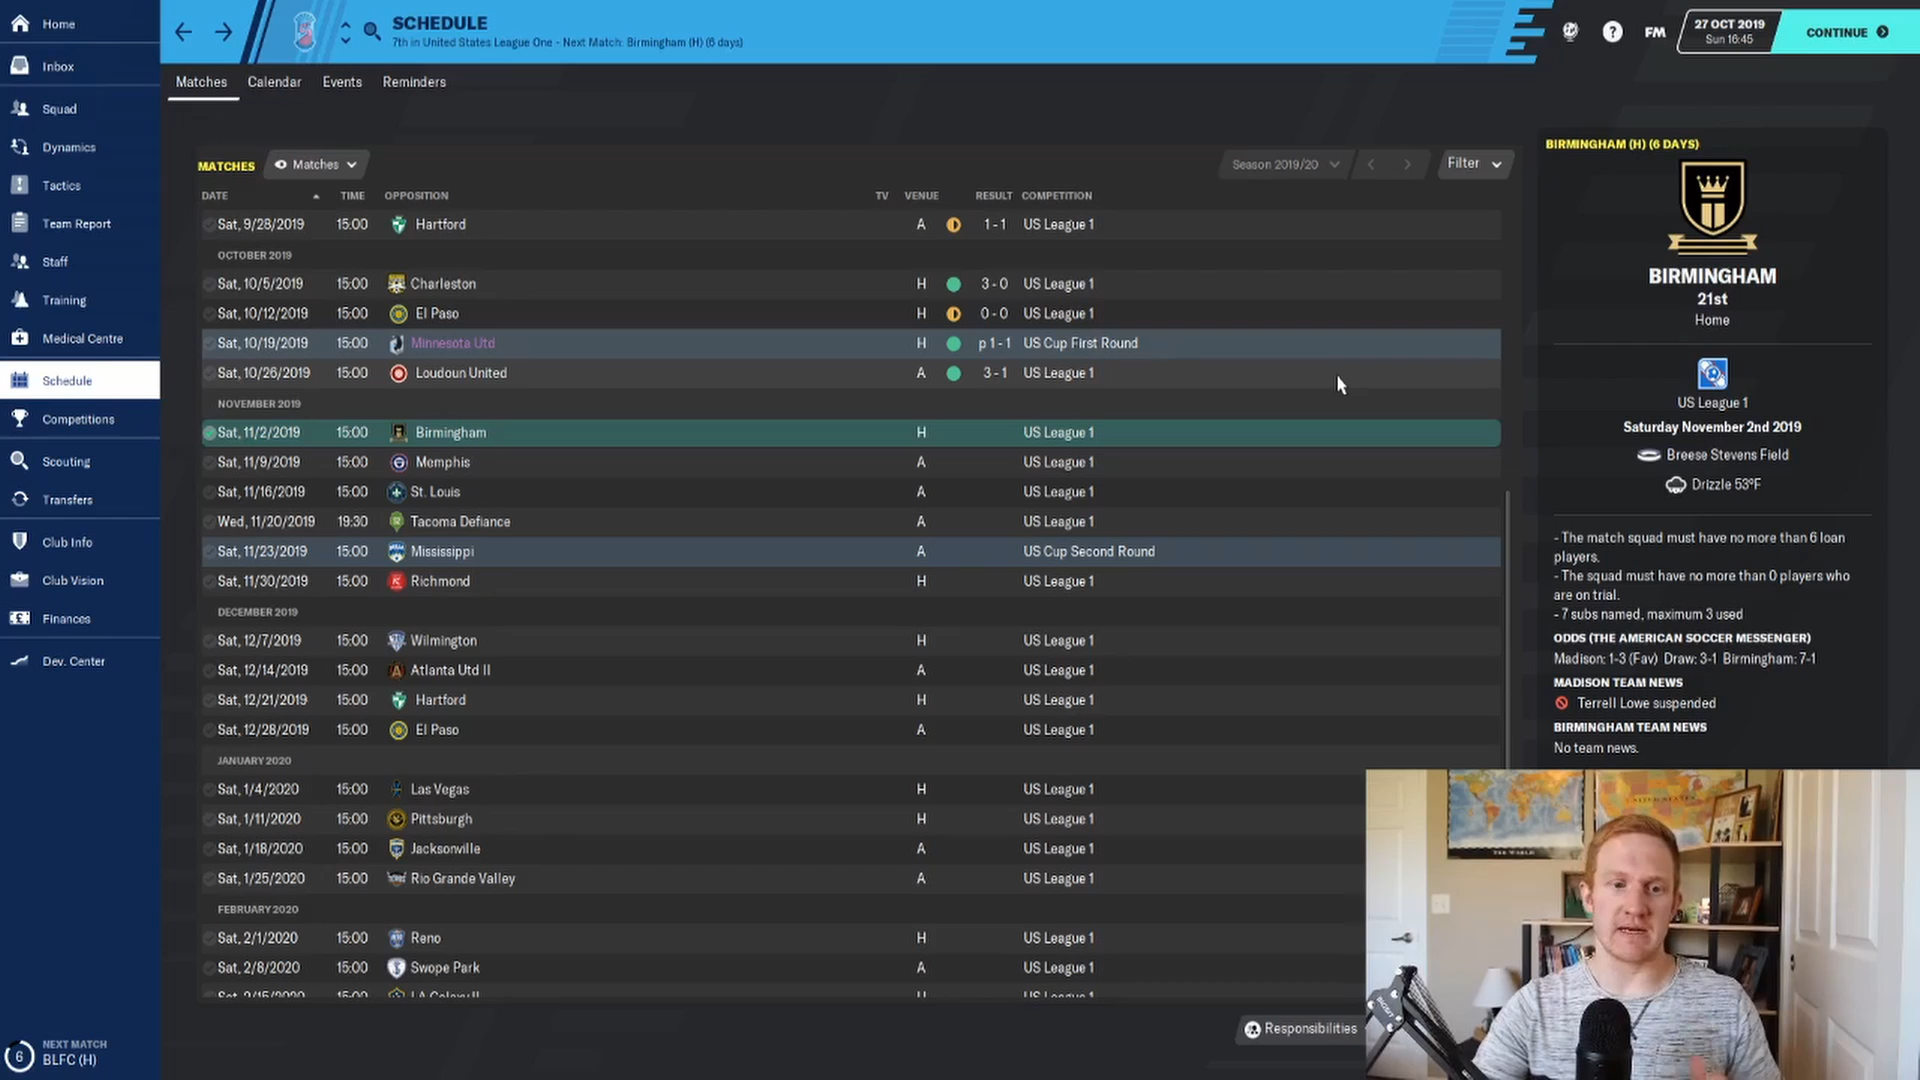 Home
Inbox
Squad
Dynamics
Tactics
Team Report
Staff
Training
Medical Centre
Schedule
Competitions
Scouting
Transfers
Club Info
Club Vision
Finances
Dev. Center
6
NEXT MATCH
BLFC (H)
SCHEDULE
7th in United States League One - Next Match: Birmingham (H) (6 days)
FM
27 OCT 2019
Sun 16:45
CONTINUE
Matches Calendar Events Reminders
MATCHES Matches Season 2019/20 Filter
DATE TIME OPPOSITION TV VENUE RESULT COMPETITION
Sat, 9/28/2019 15:00 Hartford A 1 - 1 US League 1
OCTOBER 2019
Sat, 10/5/2019 15:00 Charleston H 3 - 0 US League 1
Sat, 10/12/2019 15:00 El Paso H 0 - 0 US League 1
Sat, 10/19/2019 15:00 Minnesota Utd H p 1 - 1 US Cup First Round
Sat, 10/26/2019 15:00 Loudoun United A 3 - 1 US League 1
NOVEMBER 2019
Sat, 11/2/2019 15:00 Birmingham H US League 1
Sat, 11/9/2019 15:00 Memphis A US League 1
Sat, 11/16/2019 15:00 St. Louis A US League 1
Wed, 11/20/2019 19:30 Tacoma Defiance A US League 1
Sat, 11/23/2019 15:00 Mississippi A US Cup Second Round
Sat, 11/30/2019 15:00 Richmond H US League 1
DECEMBER 2019
Sat, 12/7/2019 15:00 Wilmington H US League 1
Sat, 12/14/2019 15:00 Atlanta Utd II A US League 1
Sat, 12/21/2019 15:00 Hartford H US League 1
Sat, 12/28/2019 15:00 El Paso A US League 1
JANUARY 2020
Sat, 1/4/2020 15:00 Las Vegas H US League 1
Sat, 1/11/2020 15:00 Pittsburgh H US League 1
Sat, 1/18/2020 15:00 Jacksonville A US League 1
Sat, 1/25/2020 15:00 Rio Grande Valley A US League 1
FEBRUARY 2020
Sat, 2/1/2020 15:00 Reno H US League 1
Sat, 2/8/2020 15:00 Swope Park A US League 1
Sat, 2/15/2020 15:00 LA Galaxy II H US League 1
Responsibilities
BIRMINGHAM (H) (6 DAYS)
BIRMINGHAM
21st
Home
US League 1
Saturday November 2nd 2019
Breese Stevens Field
Drizzle 53°F
- The match squad must have no more than 6 loan
players.
- The squad must have no more than 0 players who
are on trial.
- 7 subs named, maximum 3 used
ODDS (THE AMERICAN SOCCER MESSENGER)
Madison: 1-3 (Fav) Draw: 3-1 Birmingham: 7-1
MADISON TEAM NEWS
Terrell Lowe suspended
BIRMINGHAM TEAM NEWS
No team news.
THE WORLD